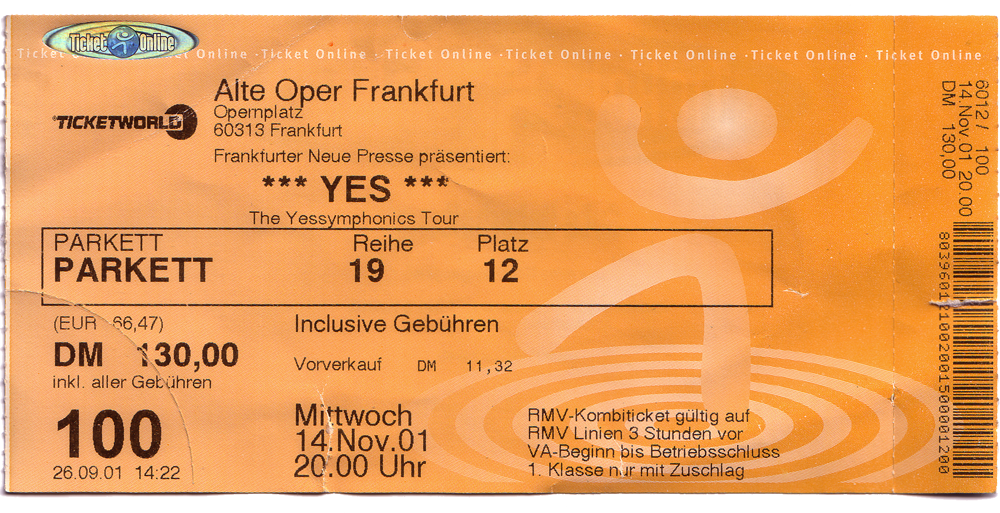 Ticket Online
Ticket Online · Ticket Online · Ticket Online · Ticket Online · Ticket Online · Ticket Online · Ticket Online
TICKETWORLD
Alte Oper Frankfurt
Opernplatz
60313 Frankfurt
Frankfurter Neue Presse präsentiert:
*** YES ***
The Yessymphonics Tour
PARKETT Reihe Platz
PARKETT 19 12
(EUR 66,47) Inclusive Gebühren
DM 130,00
inkl. aller Gebühren
Vorverkauf DM 11,32
100
26.09.01 14:22
Mittwoch
14.Nov.01
20.00 Uhr
RMV-Kombiticket gültig auf
RMV Linien 3 Stunden vor
VA-Beginn bis Betriebsschluss
1. Klasse nur mit Zuschlag
6012 / 100
14.Nov.01 20.00
DM 130,00